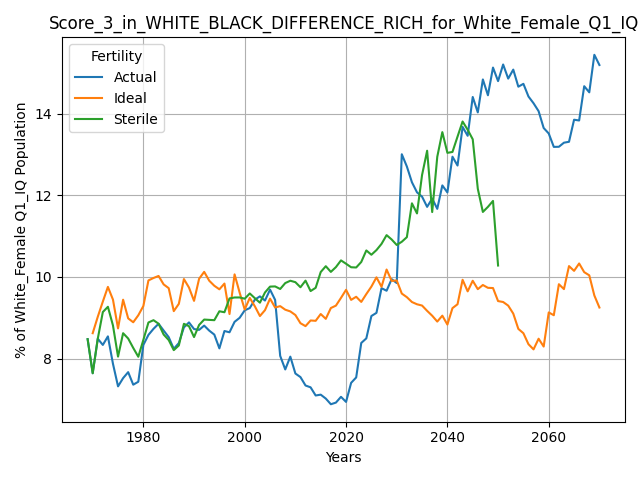 Score_3_in_WHITE_BLACK_DIFFERENCE_RICH_for_White_Female_Q1_IQ
Fertility
Actual
Ideal
Sterile
% of White_Female Q1_IQ Population
14
12
10
8
1980 2000 2020 2040 2060
Years